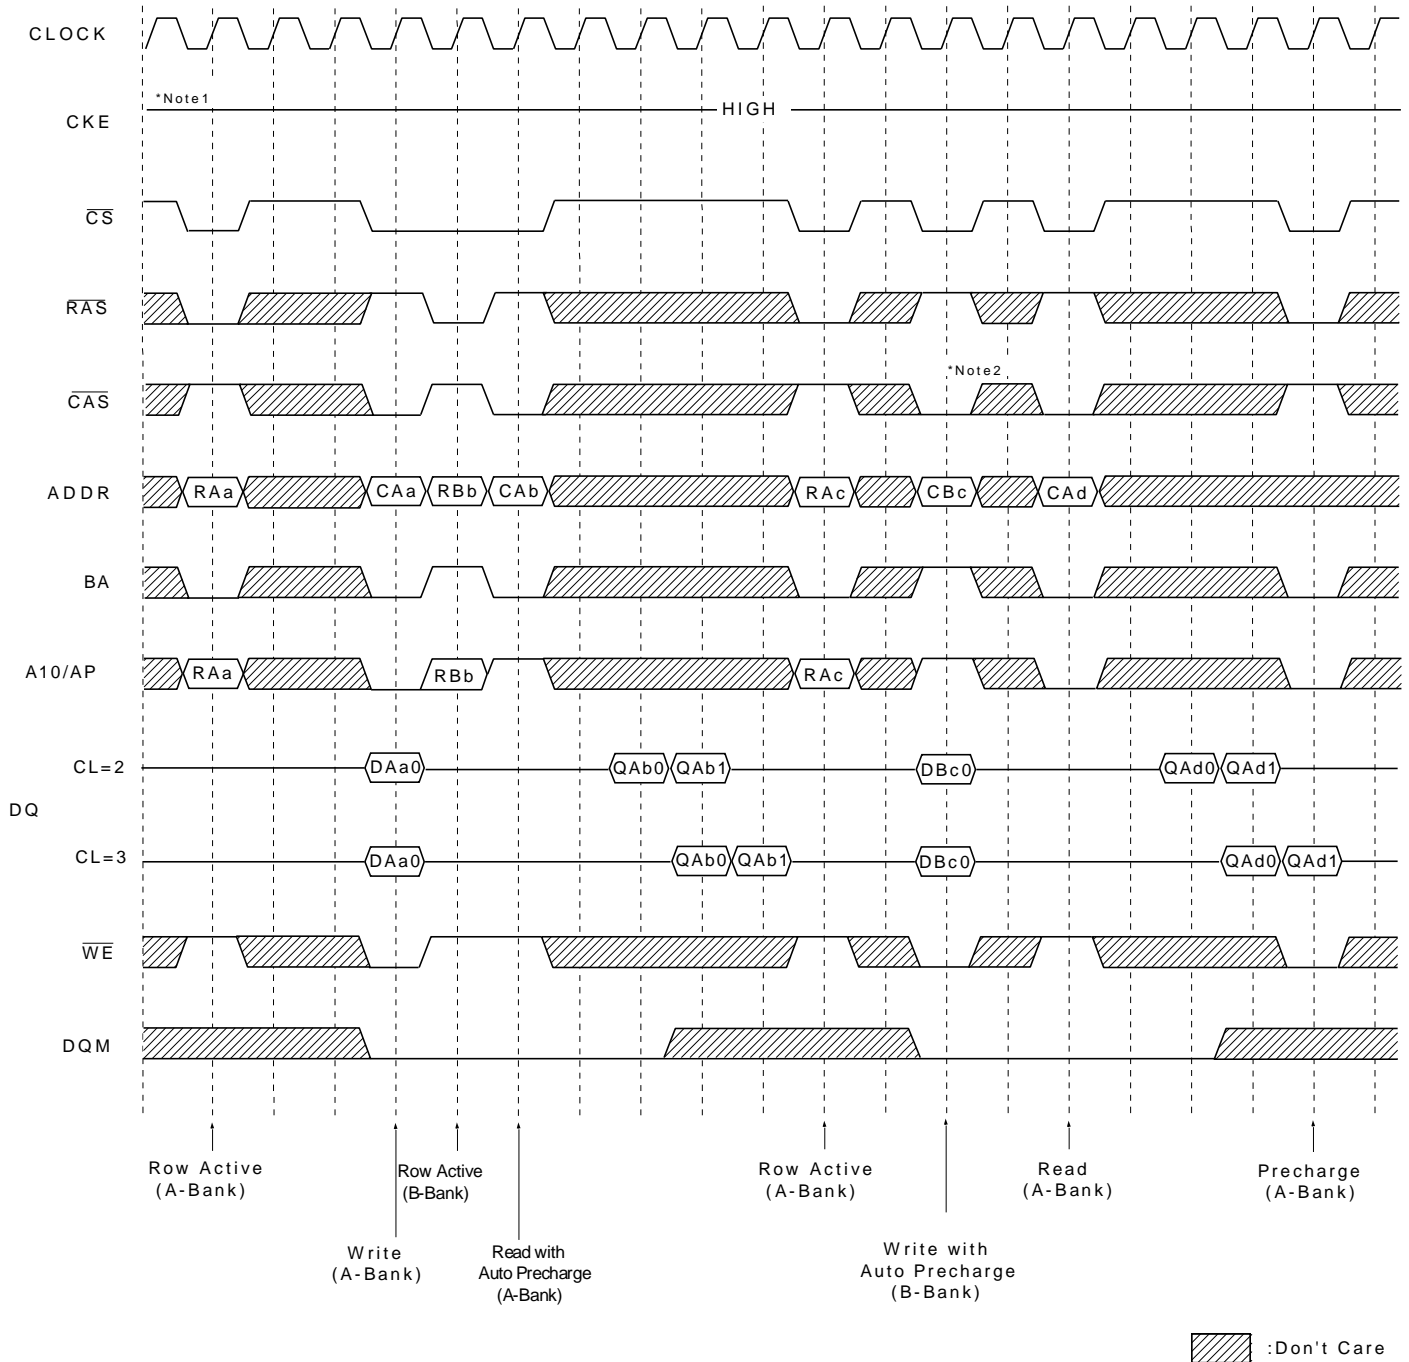 CLOCK
*Note1
HIGH
CKE
CS
RAS
*Note2
CAS
ADDR
RAa
CAa
RBb
CAb
RAc
CBc
CAd
BA
A10/AP
RAa
RBb
RAc
CL=2
DAa0
QAb0
QAb1
DBc0
QAd0
QAd1
DQ
CL=3
DAa0
QAb0
QAb1
DBc0
QAd0
QAd1
WE
DQM
Row Active
(A-Bank)
Row Active
(B-Bank)
Row Active
(A-Bank)
Read
(A-Bank)
Precharge
(A-Bank)
Write
(A-Bank)
Read with
Auto Precharge
(A-Bank)
Write with
Auto Precharge
(B-Bank)
:Don't Care